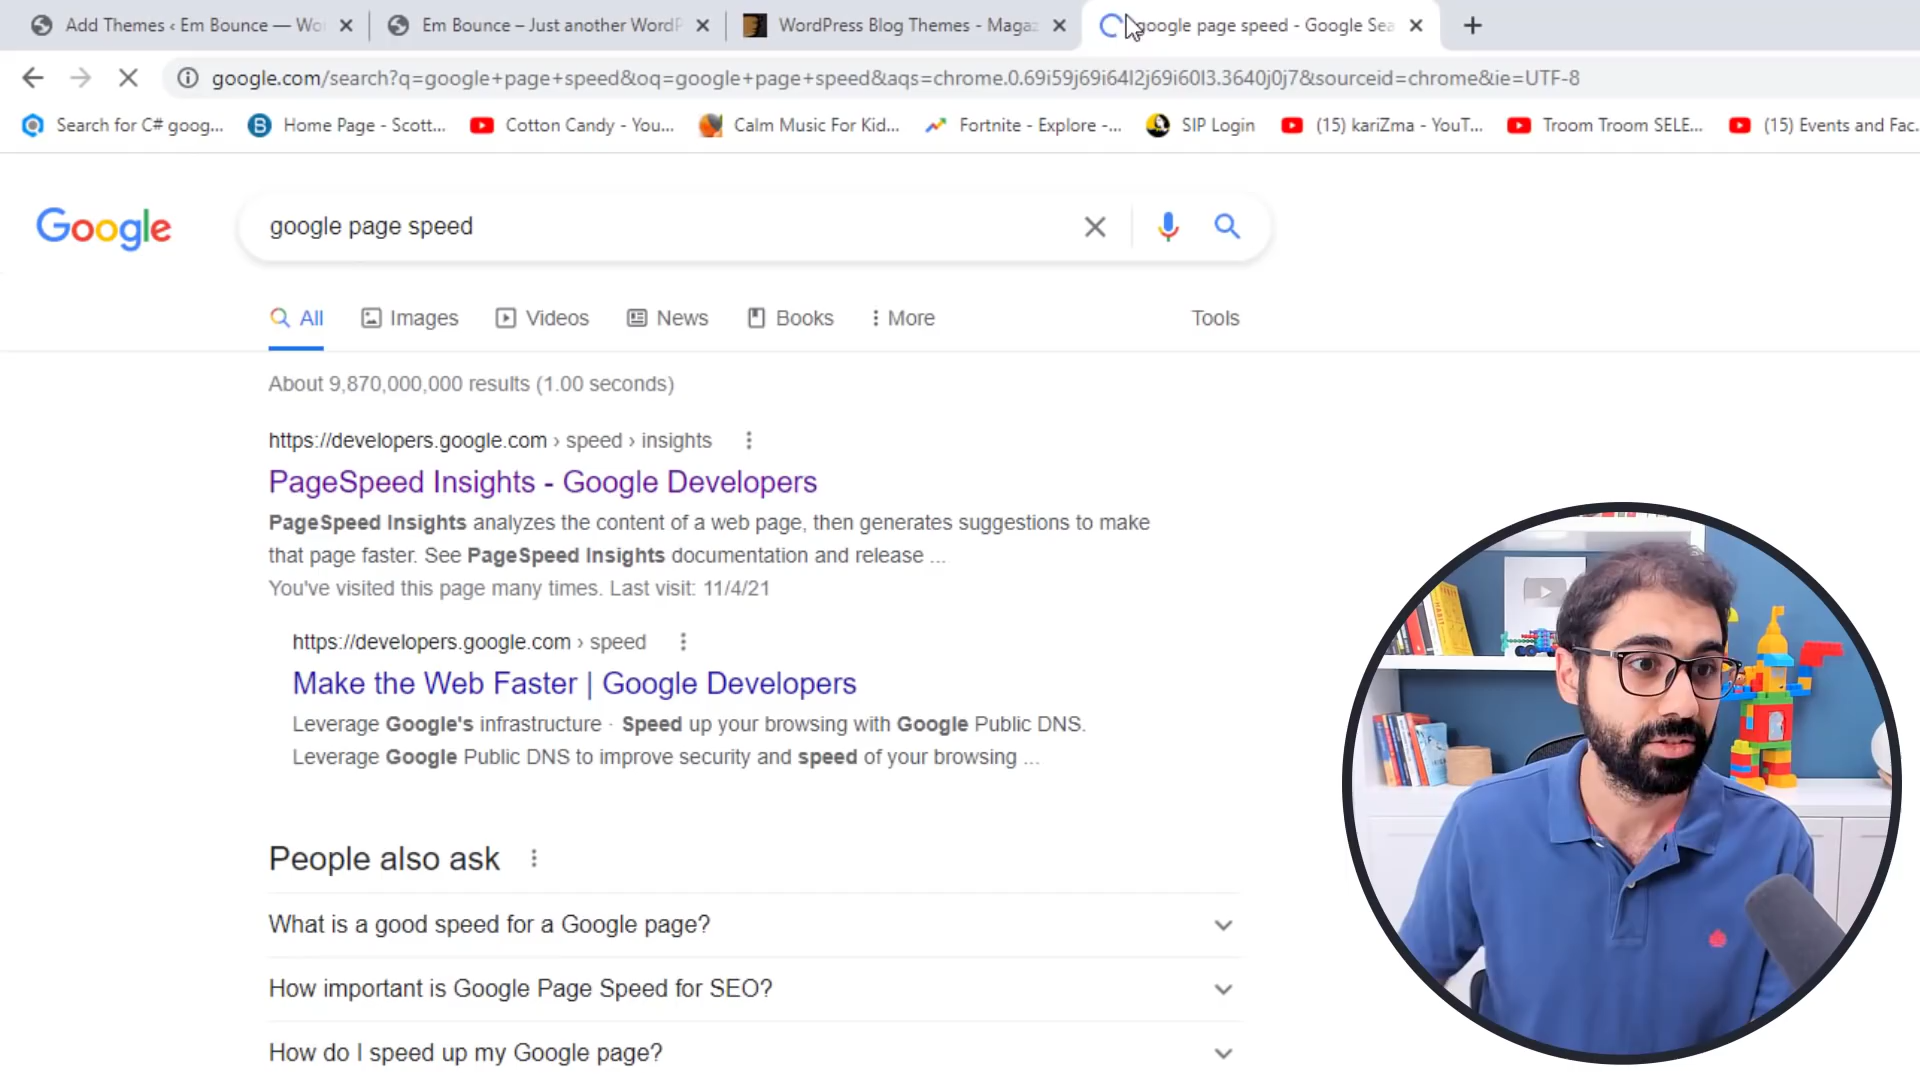 Add Themes ‹ Em Bounce — Wo
Em Bounce – Just another WordP
WordPress Blog Themes - Magaz
google page speed - Google Sea
google.com/search?q=google+page+speed&oq=google+page+speed&aqs=chrome.0.69i59j69i64l2j69i60l3.3640j0j7&sourceid=chrome&ie=UTF-8
Search for C# goog...
Home Page - Scott...
Cotton Candy - You...
Calm Music For Kid...
Fortnite - Explore -...
SIP Login
(15) kariZma - YouT...
Troom Troom SELE...
(15) Events and Fac.
Google
google page speed
All
Images
Videos
News
Books
More
Tools
About 9,870,000,000 results (1.00 seconds)
https://developers.google.com › speed › insights
PageSpeed Insights - Google Developers
PageSpeed Insights analyzes the content of a web page, then generates suggestions to make
that page faster. See PageSpeed Insights documentation and release ...
You've visited this page many times. Last visit: 11/4/21
https://developers.google.com › speed
Make the Web Faster | Google Developers
Leverage Google's infrastructure · Speed up your browsing with Google Public DNS.
Leverage Google Public DNS to improve security and speed of your browsing ...
People also ask
What is a good speed for a Google page?
How important is Google Page Speed for SEO?
How do I speed up my Google page?